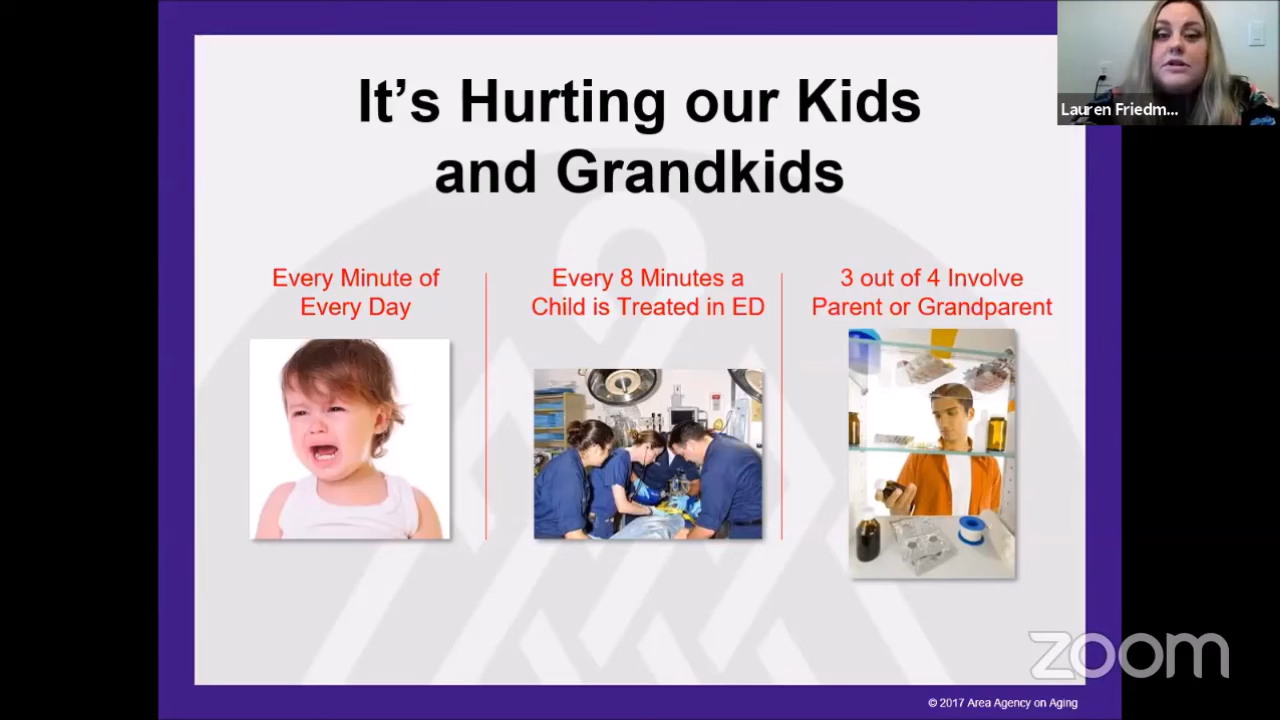 It's Hurting our Kids
and Grandkids
Lauren Friedm...
Every Minute of
Every Day
Every 8 Minutes a
Child is Treated in ED
3 out of 4 Involve
Parent or Grandparent
zoom
© 2017 Area Agency on Aging